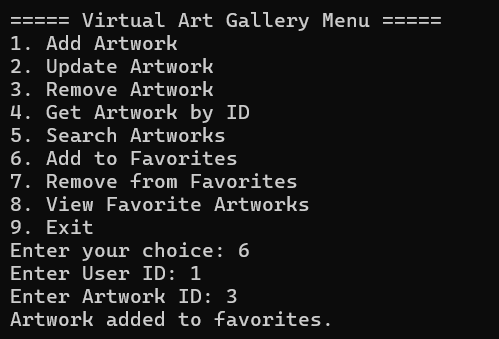 ===== Virtual Art Gallery Menu =====
1. Add Artwork
2. Update Artwork
3. Remove Artwork
4. Get Artwork by ID
5. Search Artworks
6. Add to Favorites
7. Remove from Favorites
8. View Favorite Artworks
9. Exit
Enter your choice: 6
Enter User ID: 1
Enter Artwork ID: 3
Artwork added to favorites.